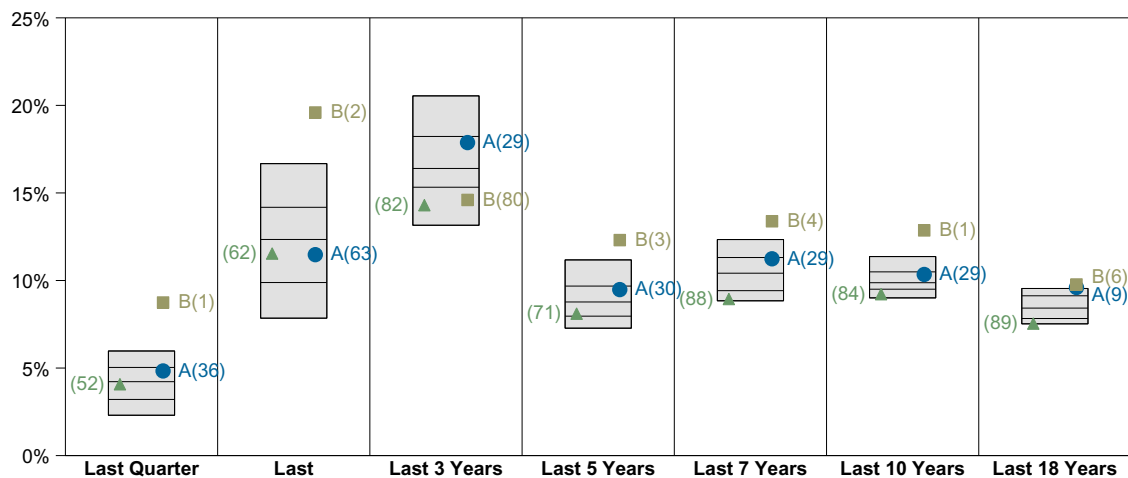 25%
20%
15%
10%
5%
0%
B(1)
A(36)
(52)
B(2)
A(63)
(62)
A(29)
B(80)
(82)
B(3)
A(30)
(71)
B(4)
A(29)
(88)
B(1)
A(29)
(84)
B(6)
A(9)
(89)
Last Quarter
Last
Last 3 Years
Last 5 Years
Last 7 Years
Last 10 Years
Last 18 Years